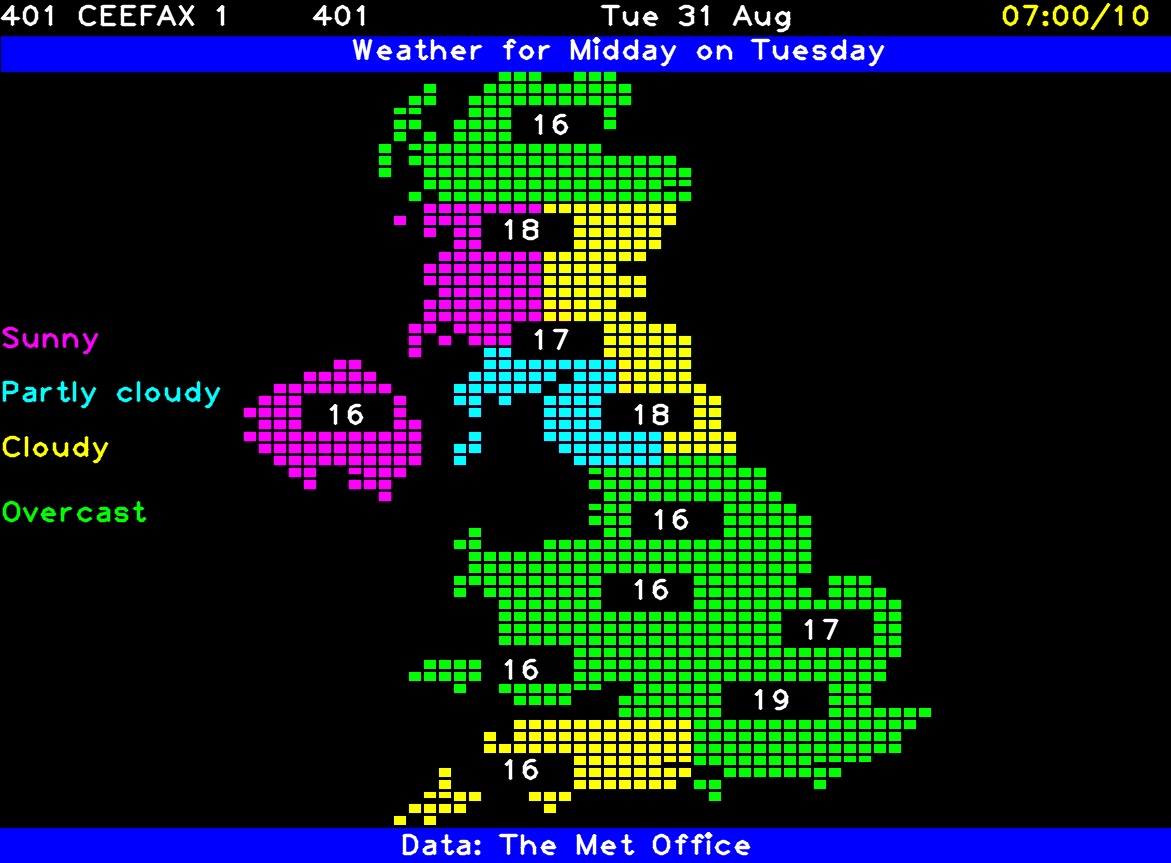 401 CEEFAX 1 401 Tue 31 Aug 07:00/10
Weather for Midday on Tuesday
16
18
Sunny
17
Partly cloudy
16
18
Cloudy
Overcast
16
16
17
16
19
16
Data: The Met Office